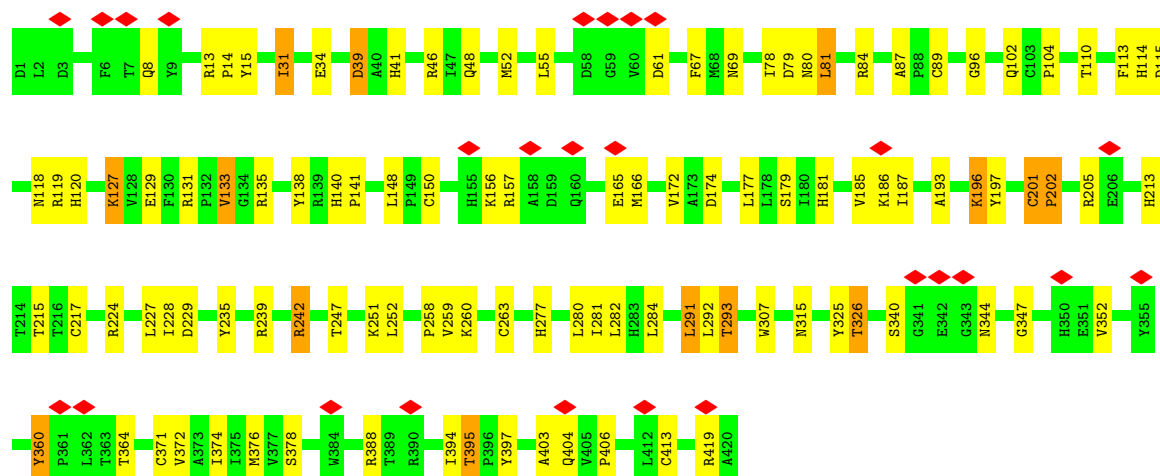 D1 L2 D3 F6 T7 Q8 Y9 R13 P14 Y15 I31 E34 D39 A40 H41 R46 I47 Q48 M52 L55 D58 G59 V60 D61 F67 M68 N69 I78 D79 N80 L81 R84 A87 P88 C89 G96 Q102 C103 P104 T110 F113 H114 D115
N118 R119 H120 K127 V128 E129 F130 R131 P132 V133 G134 R135 Y138 R139 H140 P141 L148 P149 C150 H155 K156 R157 A158 D159 Q160 E165 M166 V172 A173 D174 L177 L178 S179 I180 H181 V185 K186 I187 A193 K196 Y197 C201 P202 R205 E206 H213
T214 T215 T216 C217 R224 L227 I228 D229 Y235 R239 R242 T247 K251 L252 P258 V259 K260 C263 H277 L280 I281 L282 H283 L284 L291 L292 T293 W307 N315 Y325 T326 S340 G341 E342 G343 N344 G347 H350 E351 V352 Y355
Y360 P361 L362 T363 T364 C371 V372 A373 I374 I375 M376 V377 S378 W384 R388 T389 R390 I394 T395 P396 Y397 A403 Q404 V405 P406 L412 C413 R419 A420